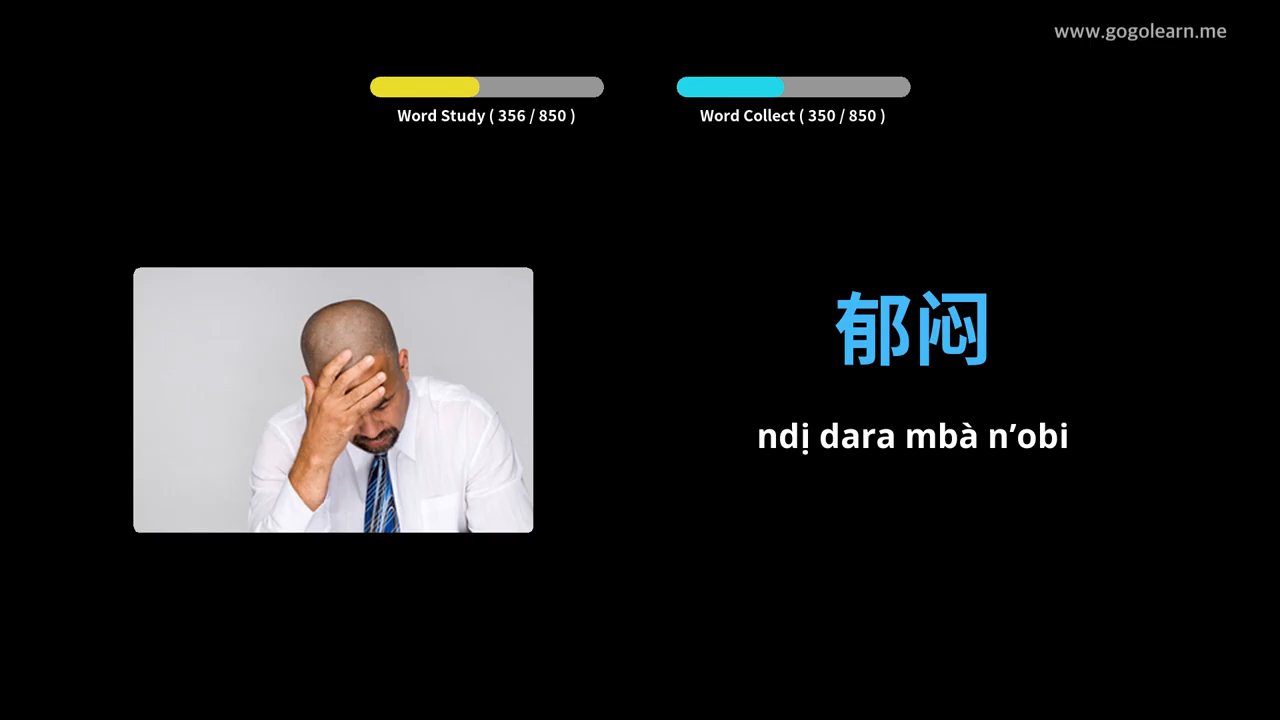 www.gogolearn.me
Word Study ( 356 / 850 )
Word Collect ( 350 / 850 )
郁闷
ndị dara mbà n’obi